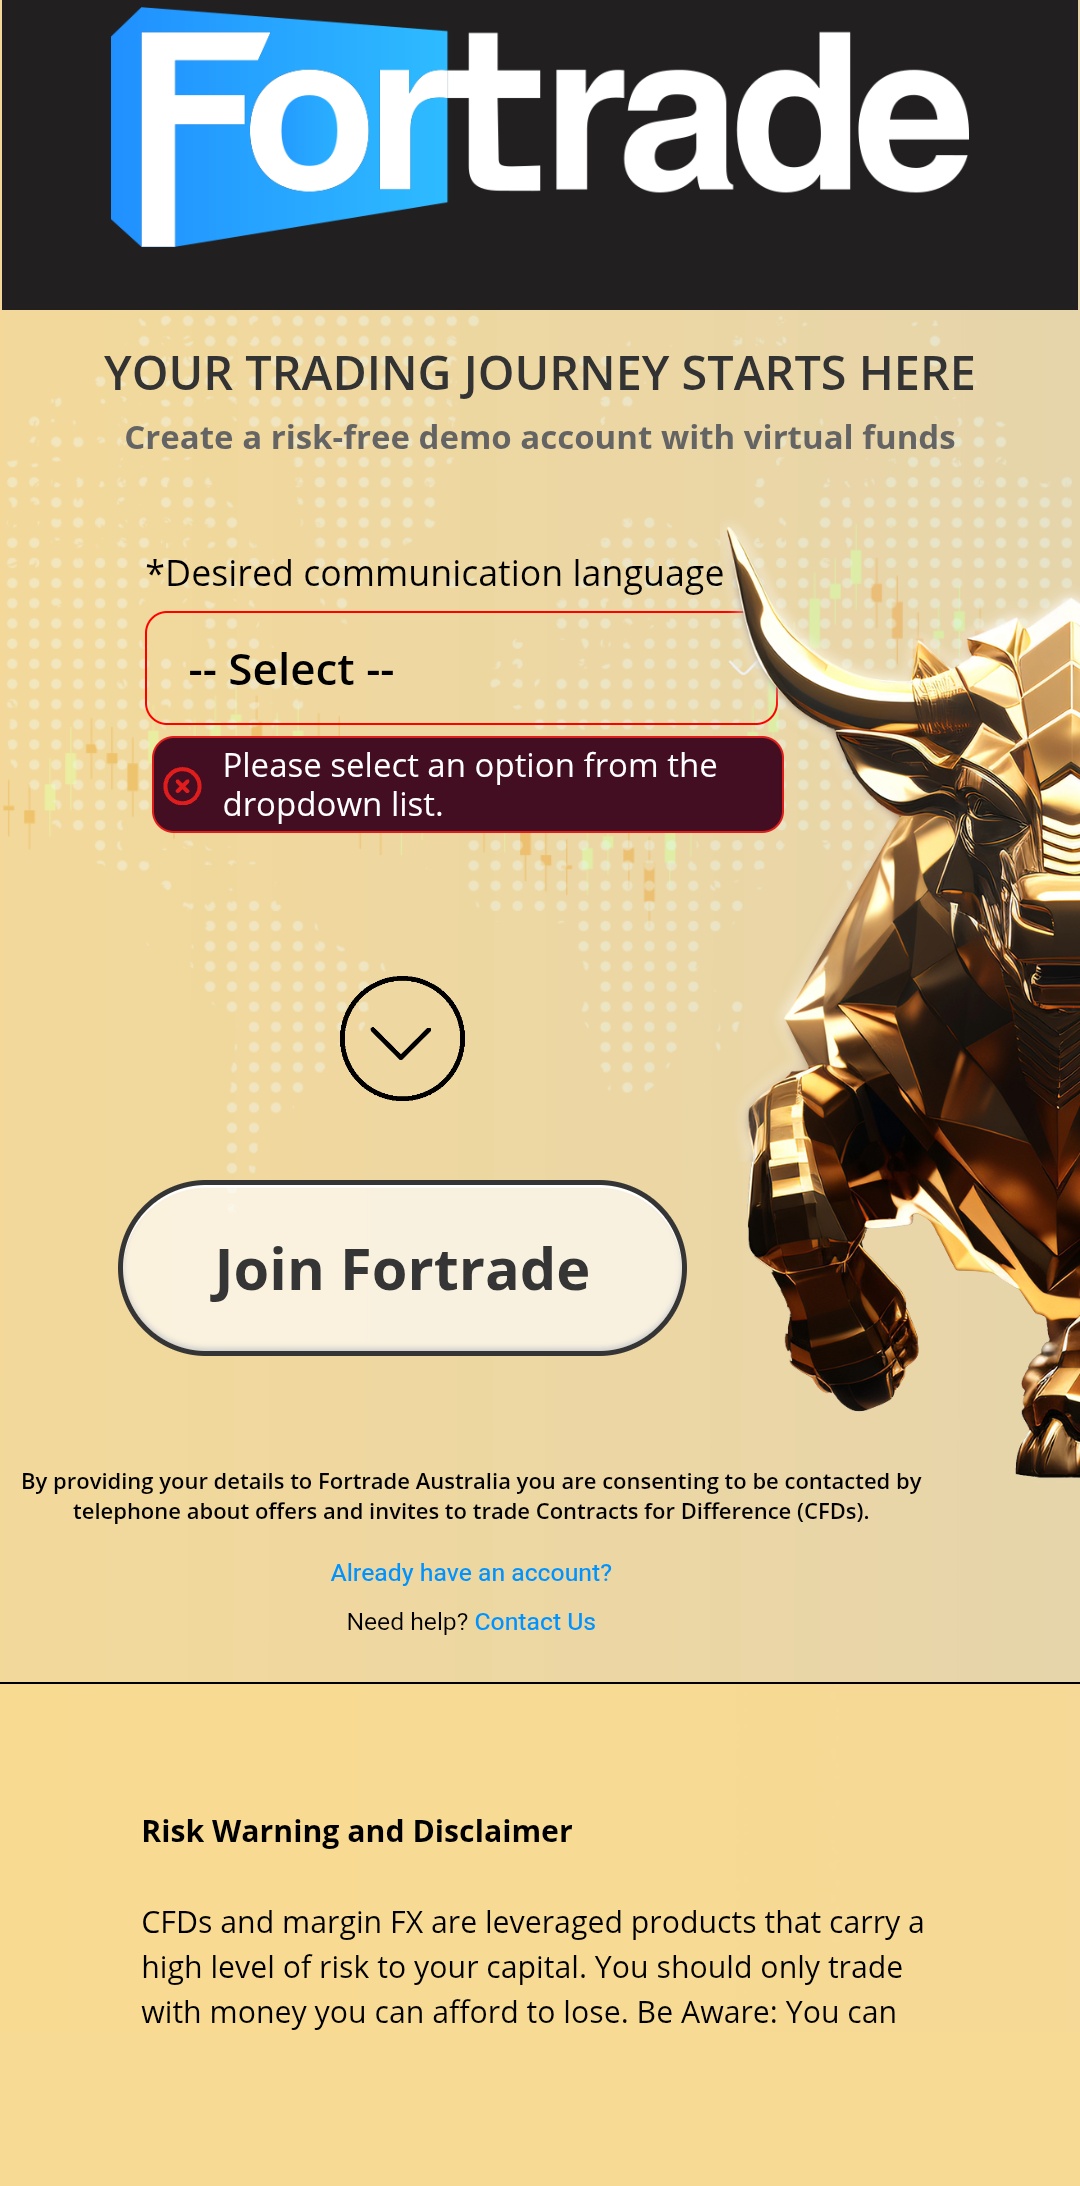 Fortrade
YOUR TRADING JOURNEY STARTS HERE
Create a risk-free demo account with virtual funds
*Desired communication language
-- Select --
Please select an option from the
dropdown list.
Join Fortrade
By providing your details to Fortrade Australia you are consenting to be contacted by
telephone about offers and invites to trade Contracts for Difference (CFDs).
Already have an account?
Need help? Contact Us
Risk Warning and Disclaimer
CFDs and margin FX are leveraged products that carry a
high level of risk to your capital. You should only trade
with money you can afford to lose. Be Aware: You can